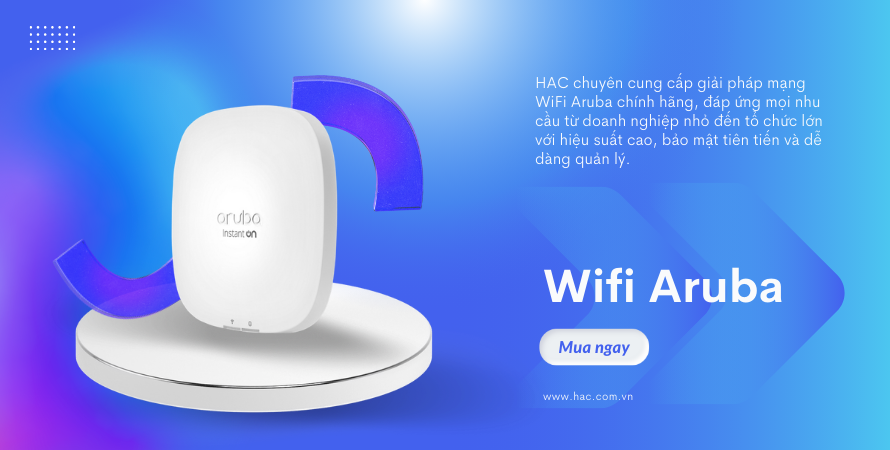 HAC chuyên cung cấp giải pháp mạng
WiFi Aruba chính hãng, đáp ứng mọi nhu
cầu từ doanh nghiệp nhỏ đến tổ chức lớn
với hiệu suất cao, bảo mật tiên tiến và dễ
dàng quản lý.
aruba
Instant on
Wifi Aruba
Mua ngay
www.hac.com.vn